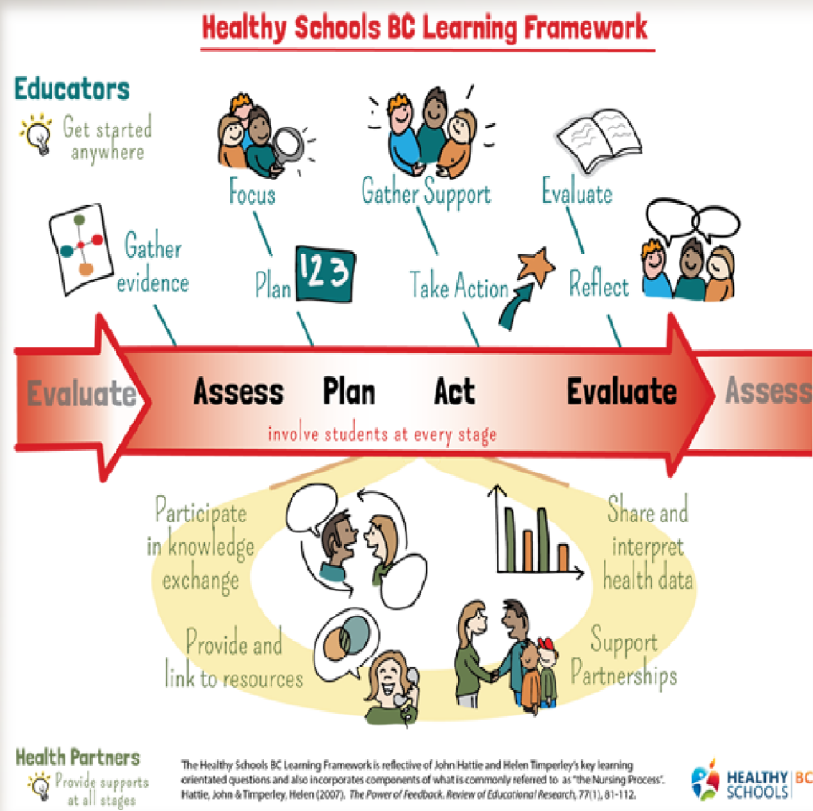 Healthy Schools BC Learning Framework
Educators
Get started
anywhere
Gather
evidence
Focus
Plan
123
Gather Support
Take Action
Evaluate
Reflect
Evaluate
Assess
Plan
Act
Evaluate
Assess
involve students at every stage
Participate
in knowledge
exchange
Share and
interpret
health data
Provide and
link to resources
Support
Partnerships
Health Partners
Provide supports
at all stages
The Healthy Schools BC Learning Framework is reflective of John Hattie and Helen Timperley's key learning
orientated questions and also incorporates components of what is commonly referred to as "the Nursing Process".
Hattie, John & Timperley, Helen (2007). The Power of Feedback. Review of Educational Research, 77(1), 81-112.
HEALTHY
SCHOOLS
BC